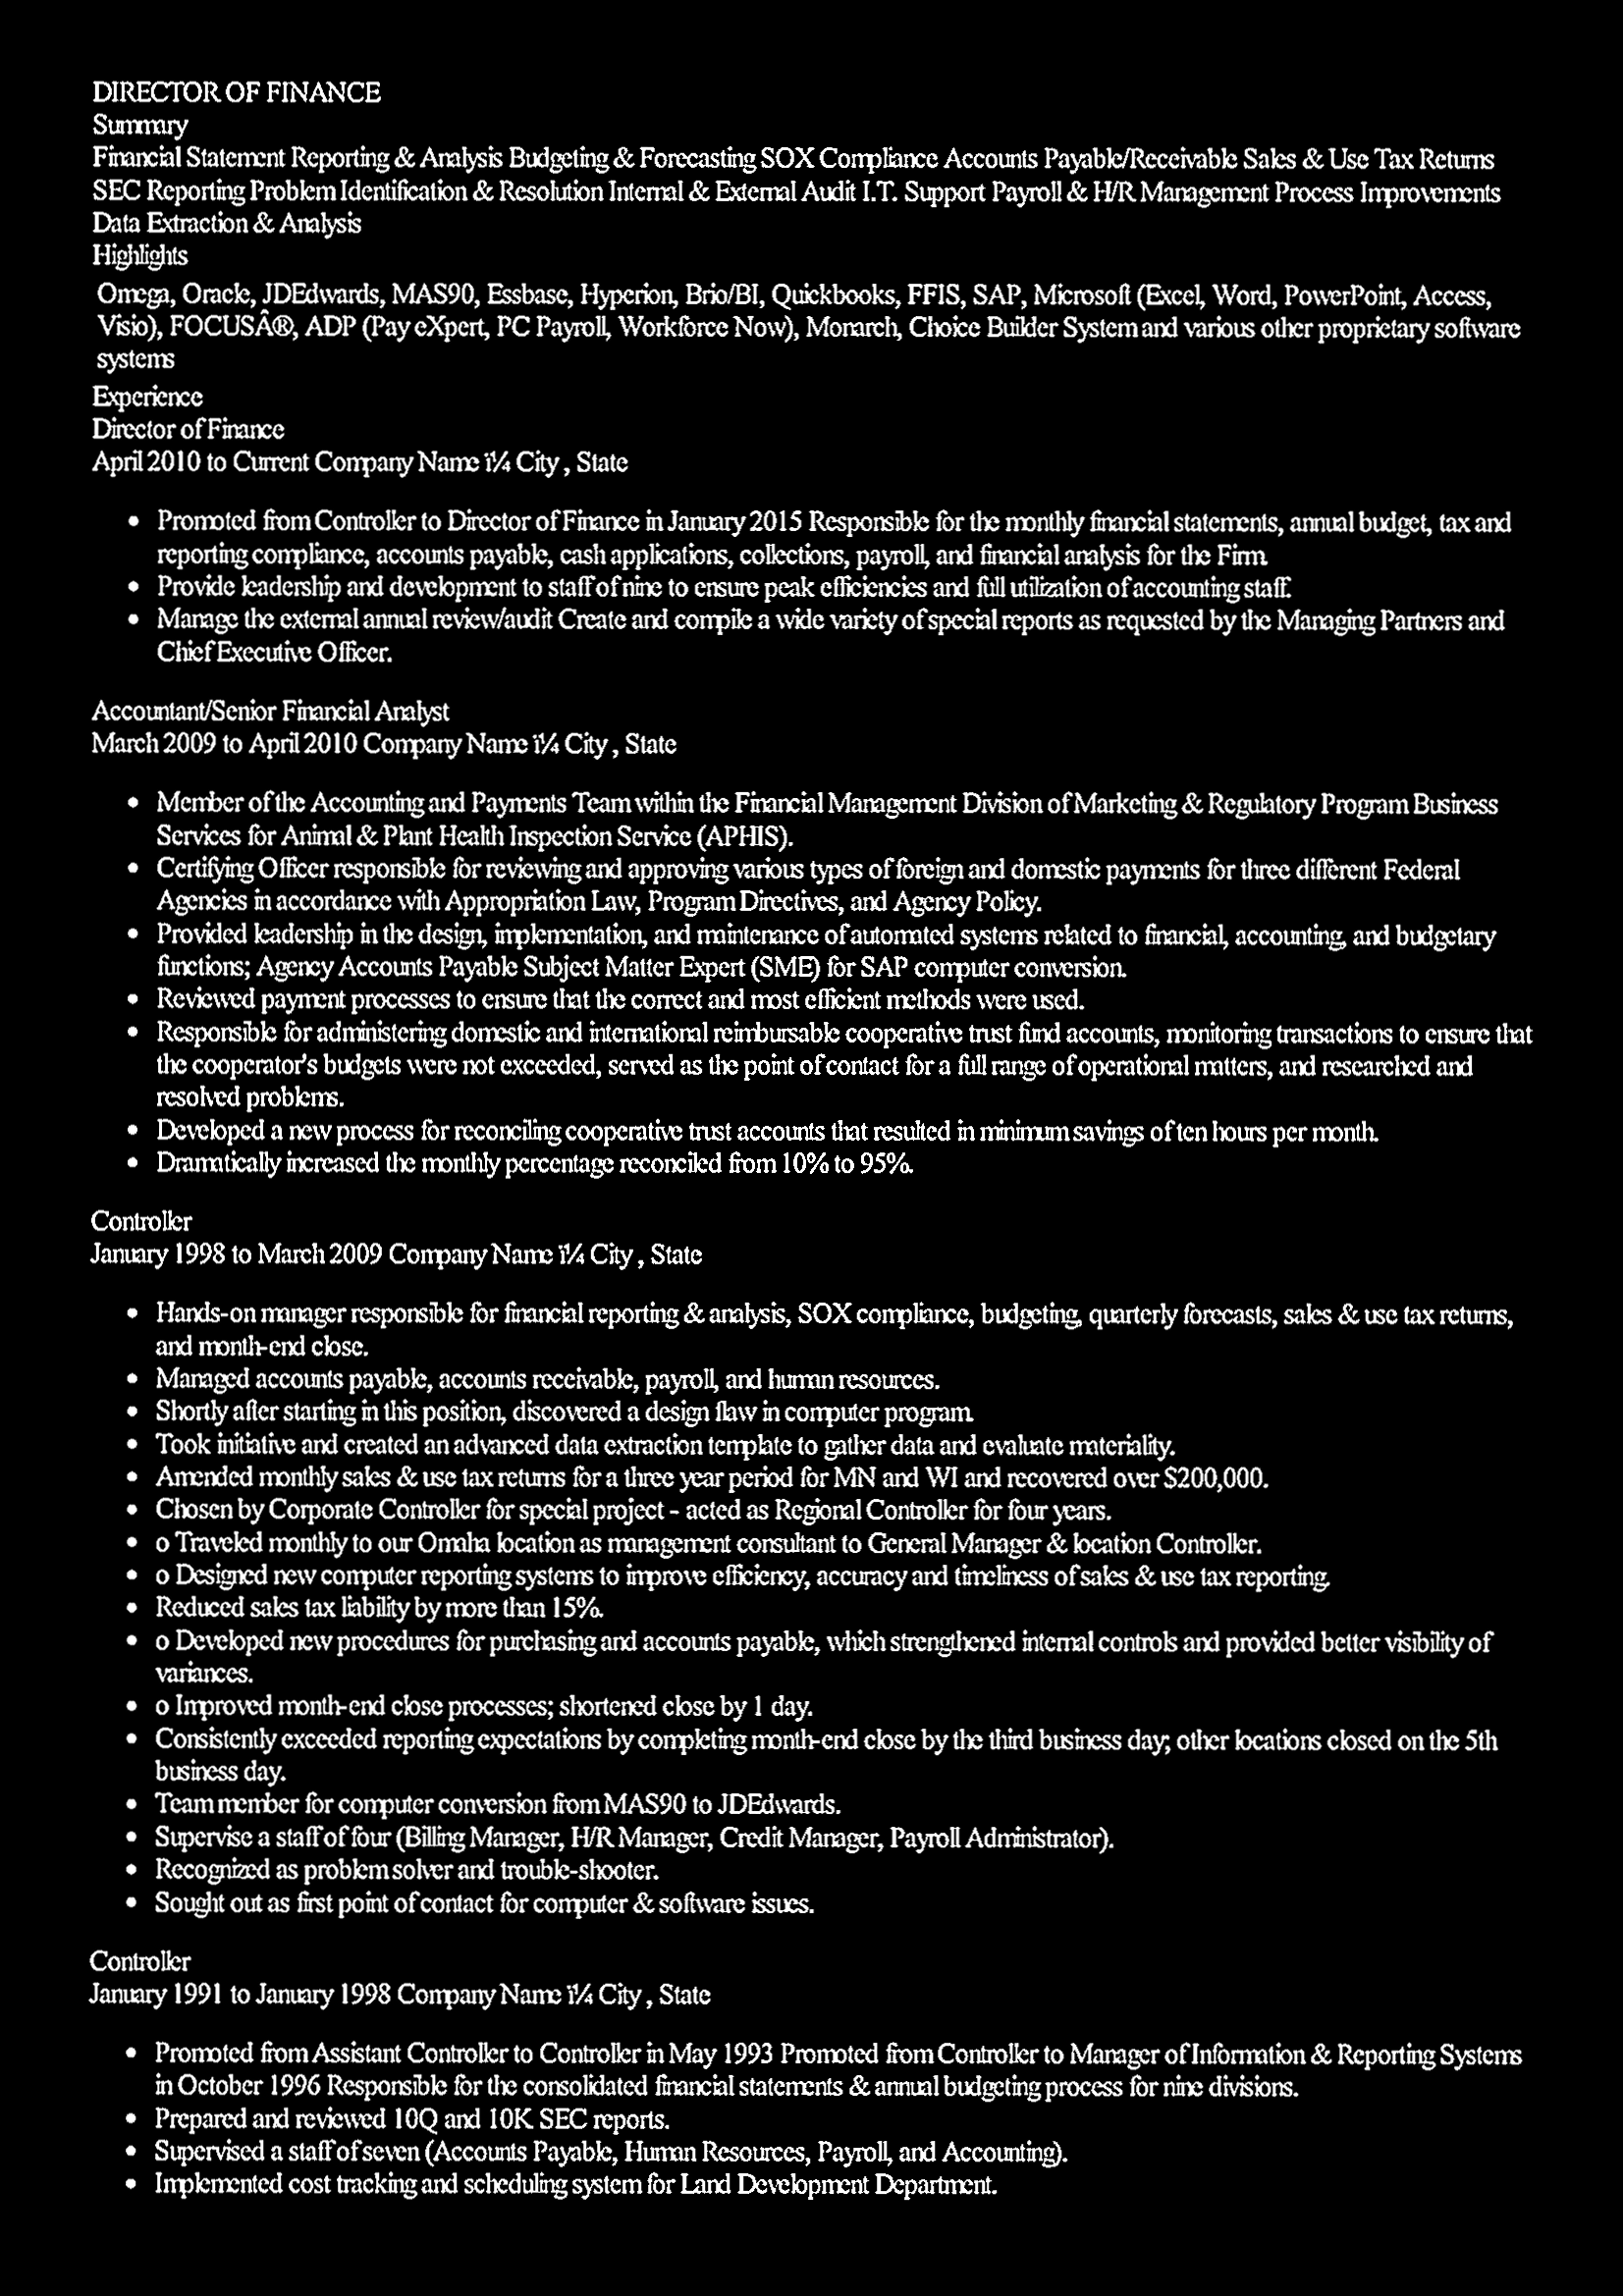 DIRECTOR OF FINANCE
Summary
Financial Statement Reporting & Analysis Budgeting & Forecasting SOX Compliance Accounts Payable/Receivable Sales & Use Tax Returns
SEC Reporting Problem Identification & Resolution Internal & External Audit I.T. Support Payroll & H/R Management Process Improvements
Data Extraction & Analysis
Highlights
Omega, Oracle, JDEdwards, MAS90, Essbase, Hyperion, Brio/BI, Quickbooks, FFIS, SAP, Microsoft (Excel, Word, PowerPoint, Access,
Visio), FOCUSÂ®, ADP (Pay eXpert, PC Payroll, Workforce Now), Monarch, Choice Builder System and various other proprietary software
systems
Experience
Director of Finance
April 2010 to Current Company Name ï¼ City , State
• Promoted from Controller to Director of Finance in January 2015 Responsible for the monthly financial statements, annual budget, tax and
reporting compliance, accounts payable, cash applications, collections, payroll, and financial analysis for the Firm.
• Provide leadership and development to staff of nine to ensure peak efficiencies and full utilization of accounting staff.
• Manage the external annual review/audit Create and compile a wide variety of special reports as requested by the Managing Partners and
Chief Executive Officer.
Accountant/Senior Financial Analyst
March 2009 to April 2010 Company Name ï¼ City , State
• Member of the Accounting and Payments Team within the Financial Management Division of Marketing & Regulatory Program Business
Services for Animal & Plant Health Inspection Service (APHIS).
• Certifying Officer responsible for reviewing and approving various types of foreign and domestic payments for three different Federal
Agencies in accordance with Appropriation Law, Program Directives, and Agency Policy.
• Provided leadership in the design, implementation, and maintenance of automated systems related to financial, accounting, and budgetary
functions; Agency Accounts Payable Subject Matter Expert (SME) for SAP computer conversion.
• Reviewed payment processes to ensure that the correct and most efficient methods were used.
• Responsible for administering domestic and international reimbursable cooperative trust fund accounts, monitoring transactions to ensure that
the cooperator's budgets were not exceeded, served as the point of contact for a full range of operational matters, and researched and
resolved problems.
• Developed a new process for reconciling cooperative trust accounts that resulted in minimum savings of ten hours per month.
• Dramatically increased the monthly percentage reconciled from 10% to 95%.
Controller
January 1998 to March 2009 Company Name ï¼ City , State
• Hands-on manager responsible for financial reporting & analysis, SOX compliance, budgeting, quarterly forecasts, sales & use tax returns,
and month-end close.
• Managed accounts payable, accounts receivable, payroll, and human resources.
• Shortly after starting in this position, discovered a design flaw in computer program.
• Took initiative and created an advanced data extraction template to gather data and evaluate materiality.
• Amended monthly sales & use tax returns for a three year period for MN and WI and recovered over $200,000.
• Chosen by Corporate Controller for special project - acted as Regional Controller for four years.
• o Traveled monthly to our Omaha location as management consultant to General Manager & location Controller.
• o Designed new computer reporting systems to improve efficiency, accuracy and timeliness of sales & use tax reporting.
• Reduced sales tax liability by more than 15%.
• o Developed new procedures for purchasing and accounts payable, which strengthened internal controls and provided better visibility of
variances.
• o Improved month-end close processes; shortened close by 1 day.
• Consistently exceeded reporting expectations by completing month-end close by the third business day; other locations closed on the 5th
business day.
• Team member for computer conversion from MAS90 to JDEdwards.
• Supervise a staff of four (Billing Manager, H/R Manager, Credit Manager, Payroll Administrator).
• Recognized as problem solver and trouble-shooter.
• Sought out as first point of contact for computer & software issues.
Controller
January 1991 to January 1998 Company Name ï¼ City , State
• Promoted from Assistant Controller to Controller in May 1993 Promoted from Controller to Manager of Information & Reporting Systems
in October 1996 Responsible for the consolidated financial statements & annual budgeting process for nine divisions.
• Prepared and reviewed 10Q and 10K SEC reports.
• Supervised a staff of seven (Accounts Payable, Human Resources, Payroll, and Accounting).
• Implemented cost tracking and scheduling system for Land Development Department.